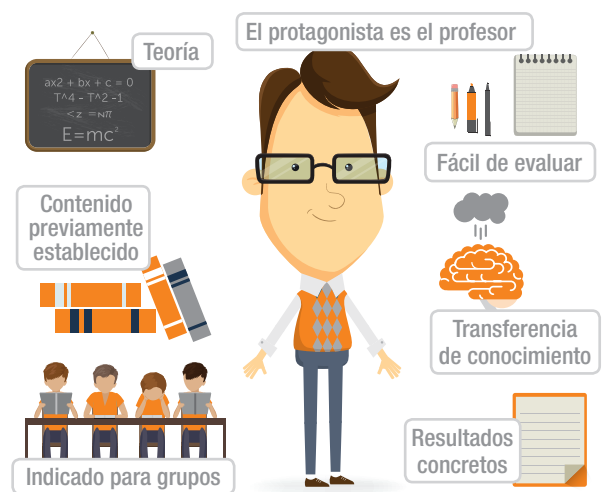 El protagonista es el profesor
Teoría
ax2 + bx + c = 0
T^4 - T^2 -1
<z =Nπ
E=mc²
Fácil de evaluar
Contenido
previamente
establecido
Transferencia
de conocimiento
Indicado para grupos
Resultados
concretos